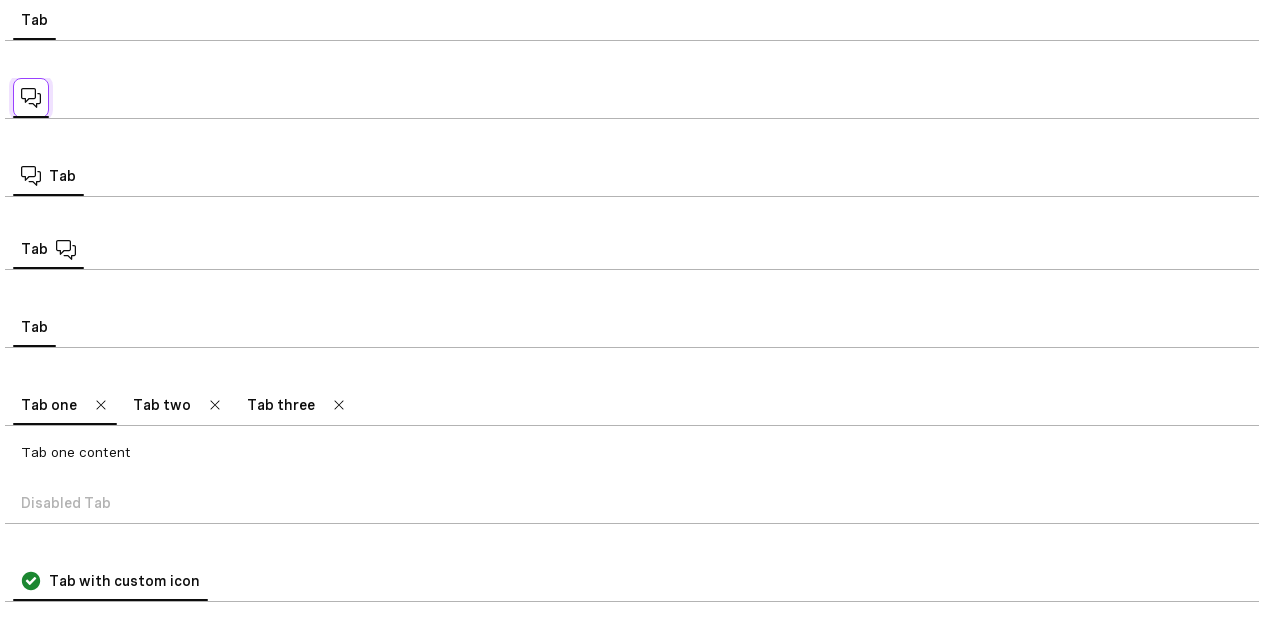 Tab
Tab
Tab
Tab
Tab one Tab two Tab three
Tab one content
Disabled Tab
Tab with custom icon